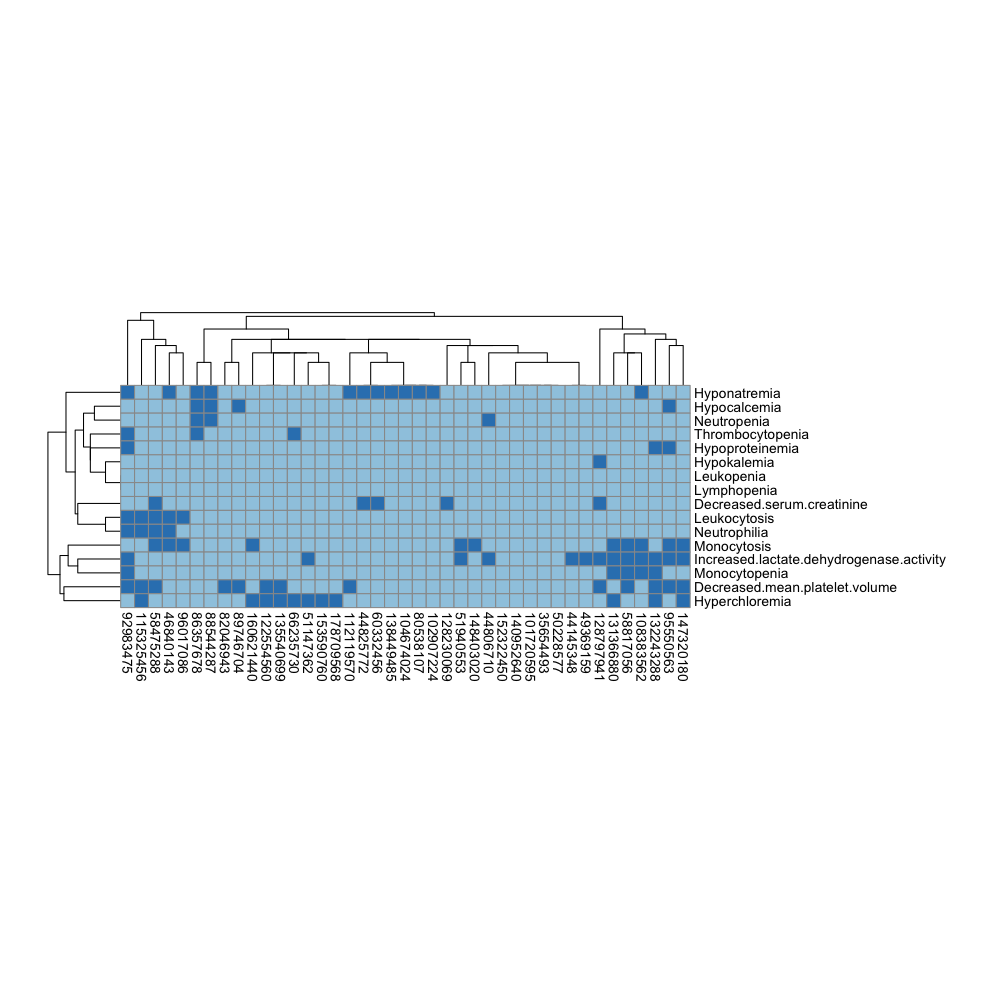 Hyponatremia
Hypocalcemia
Neutropenia
Thrombocytopenia
Hypoproteinemia
Hypokalemia
Leukopenia
Lymphopenia
Decreased.serum.creatinine
Leukocytosis
Neutrophilia
Monocytosis
Increased.lactate.dehydrogenase.activity
Monocytopenia
Decreased.mean.platelet.volume
Hyperchloremia
92983475
115325456
58475288
46840143
96017086
86357678
88544287
82046943
89746704
160621440
122554560
135540699
66235730
51147362
153590760
178709568
112119570
44825772
60332456
138449485
104674024
80538107
102907224
128230069
51940553
14840320
44806710
152322450
140952640
101720595
35654493
50228577
44145348
49369159
128797941
131366880
58817056
108383562
132243288
95550563
147320180